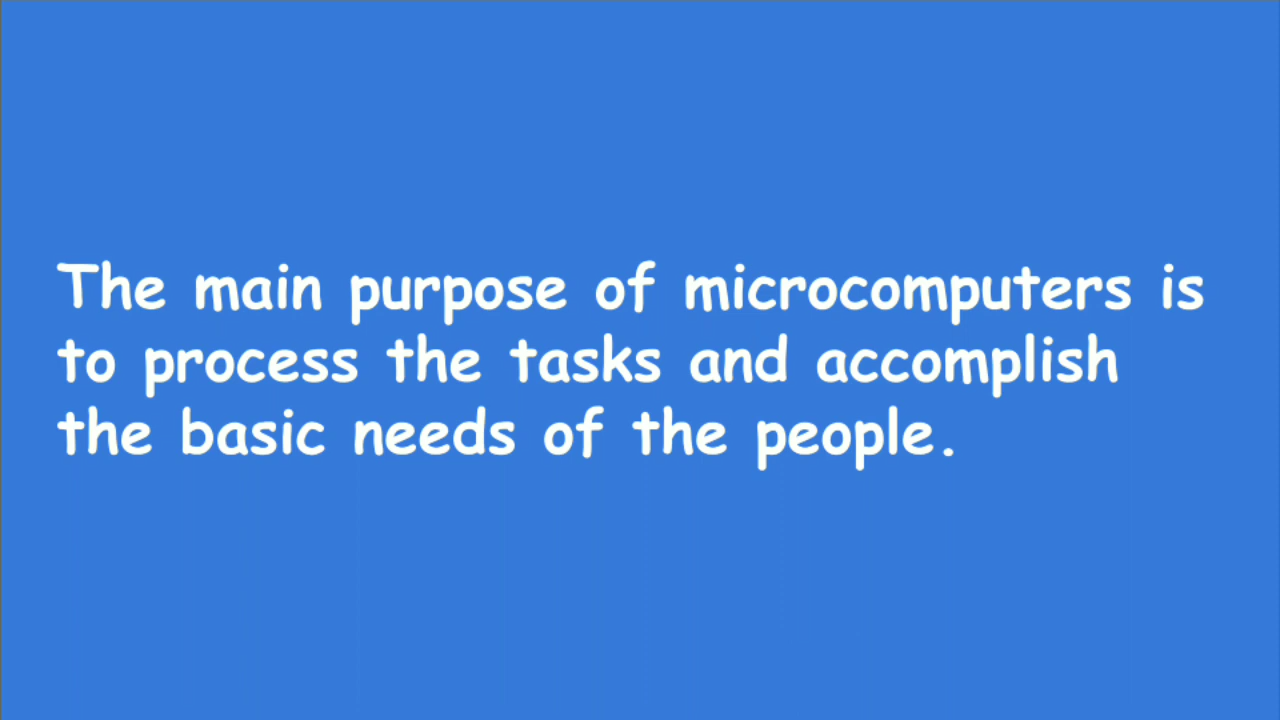 The main purpose of microcomputers is
to process the tasks and accomplish
the basic needs of the people.